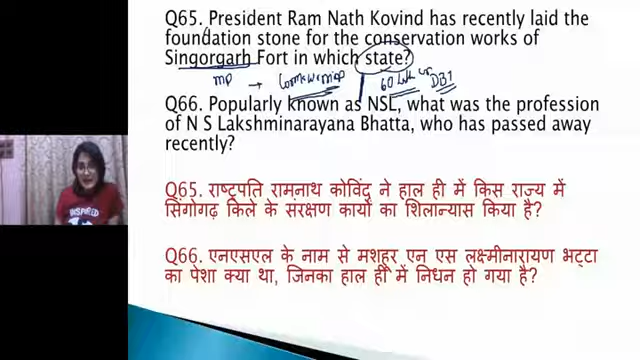 Q65. President Ram Nath Kovind has recently laid the
foundation stone for the conservation works of
Singorgarh Fort in which state?
MP →
60 Lakh
DBT
Q66. Popularly known as NSL, what was the profession
of N S Lakshminarayana Bhatta, who has passed away
recently?
INSPIRED
Q65. राष्ट्रपति रामनाथ कोविंद ने हाल ही में किस राज्य में
सिंगोगढ़ किले के संरक्षण कार्यो का शिलान्यास किया है?
Q66. एनएसएल के नाम से मशहूर एन एस लक्ष्मीनारायण भट्टा
का पेशा क्या था, जिनका हाल ही में निधन हो गया है?